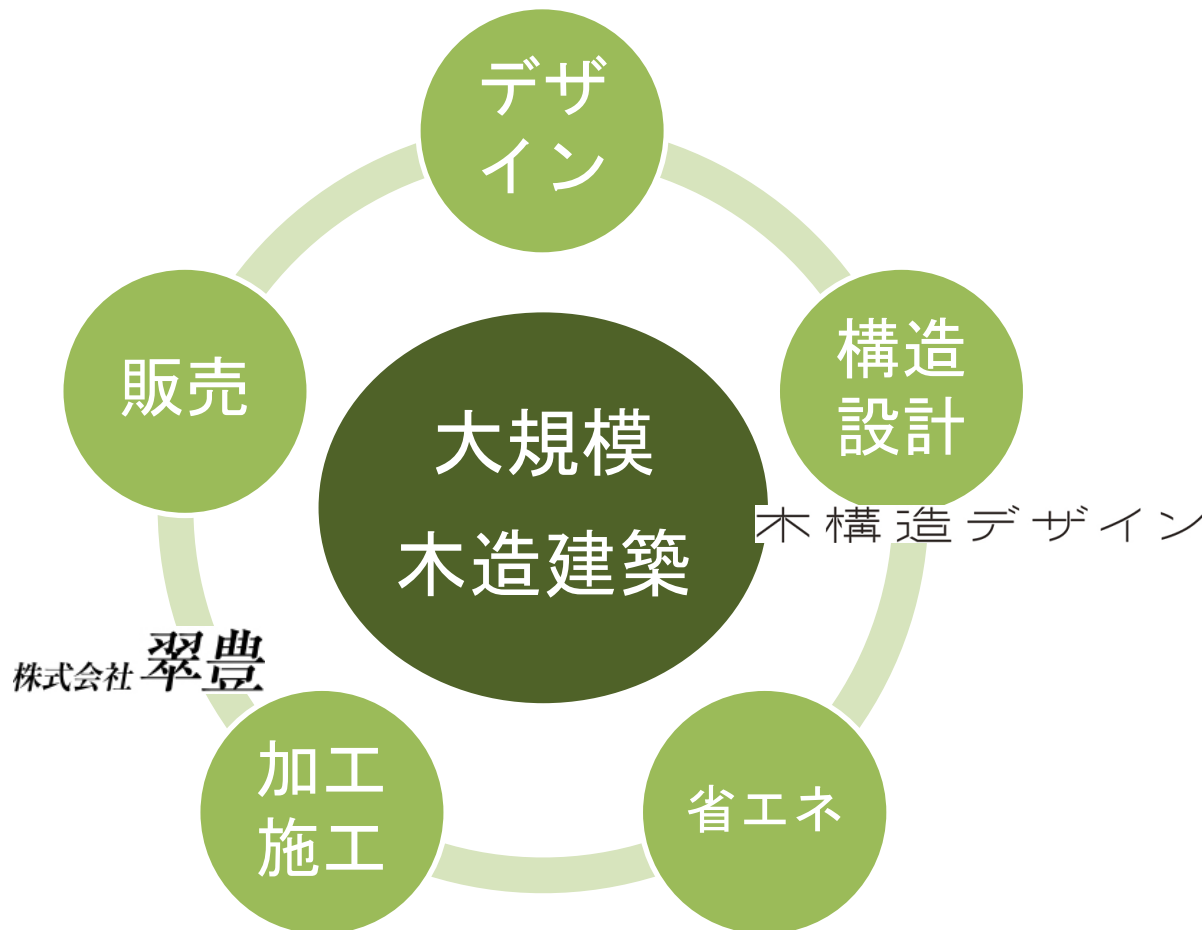 デザ
イン
販売
構造
設計
大規模
木造建築
木構造デザイン
株式会社 翠豊
加工
施工
省エネ